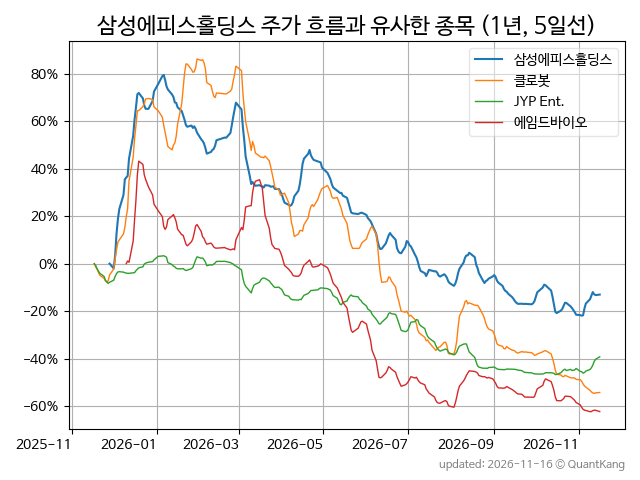 삼성에피스홀딩스 주가 흐름과 유사한 종목 (1년, 5일선)
삼성에피스홀딩스
클로봇
JYP Ent.
에임드바이오
80%
60%
40%
20%
0%
−20%
−40%
−60%
2025−11
2026−01
2026−03
2026−05
2026−07
2026−09
2026−11
updated: 2026-11-16 © QuantKang